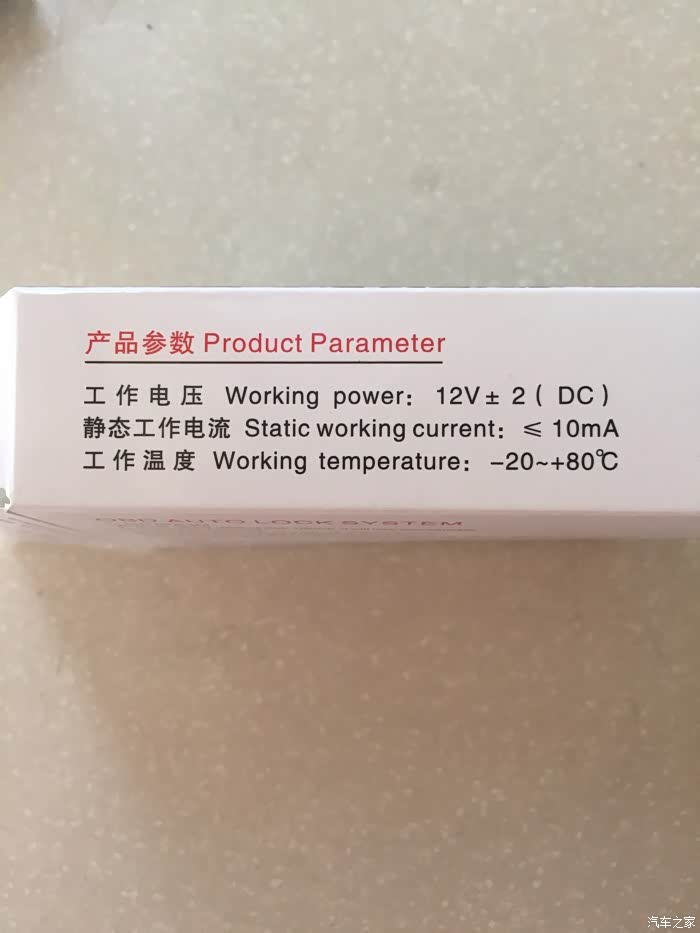 产品参数 Product Parameter
工作电压 Working power： 12V± 2（ DC）
静态工作电流 Static working current：≤ 10mA
工作温度 Working temperature：-20~+80℃
OBD AUTO LOCK SYSTEM
汽车之家